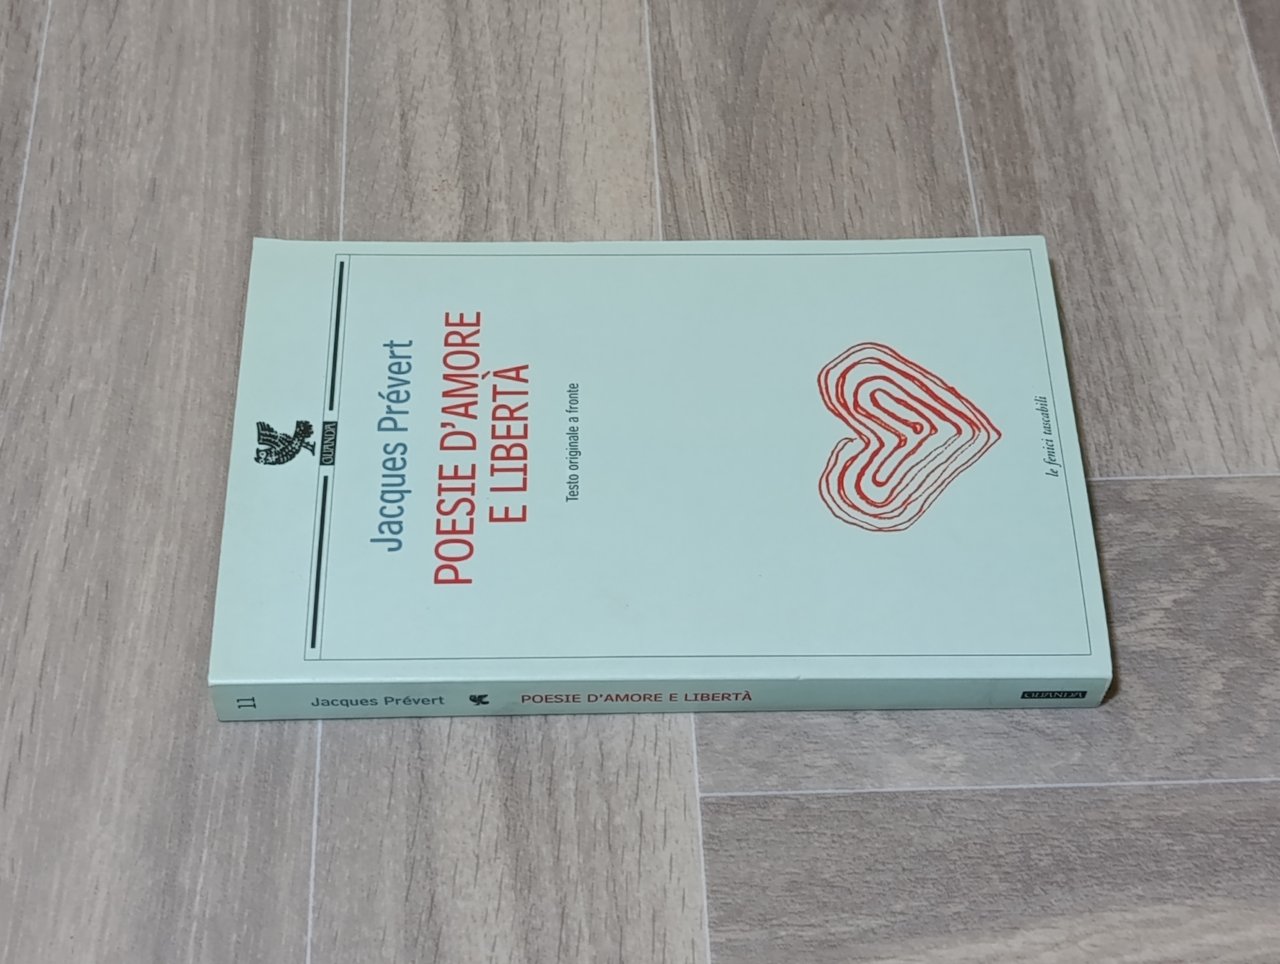 GUANDA
Jacques Prévert
POESIE D'AMORE
E LIBERTÀ
Testo originale a fronte
le fenici tascabili
11
Jacques Prévert
POESIE D'AMORE E LIBERTÀ
GUANDA